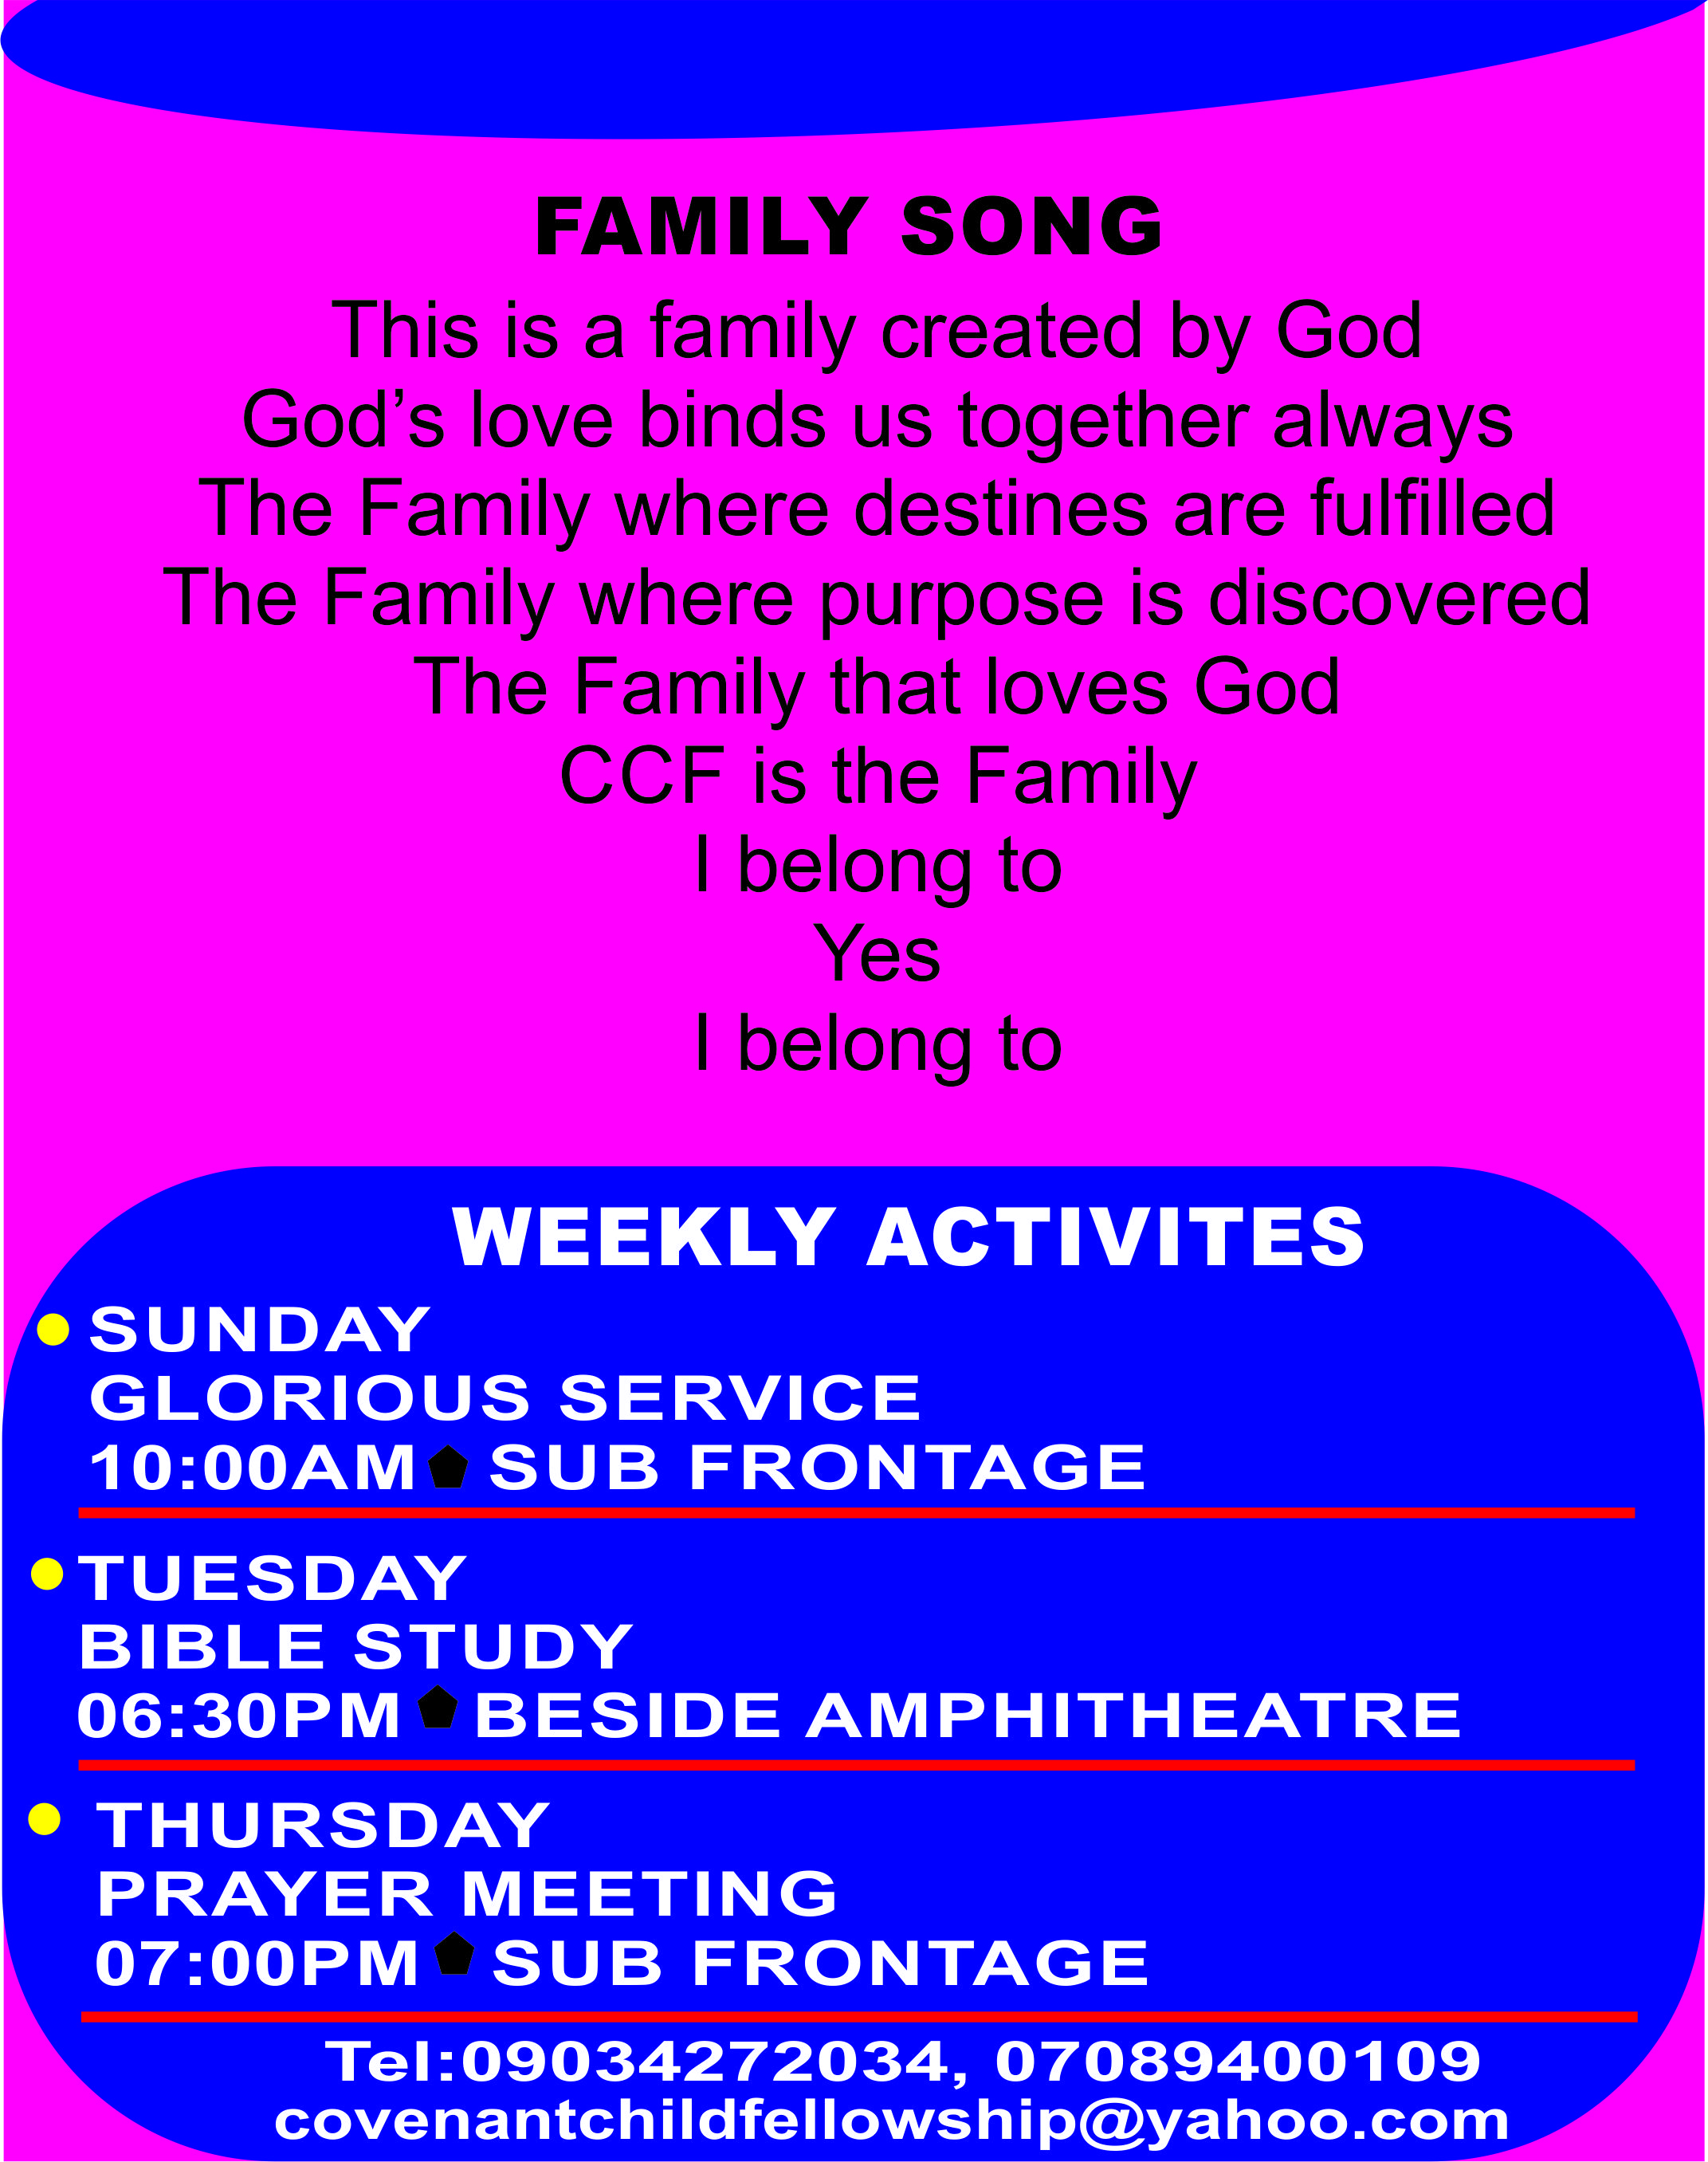 FAMILY SONG
This is a family created by God
God’s love binds us together always
The Family where destines are fulfilled
The Family where purpose is discovered
The Family that loves God
CCF is the Family
I belong to
Yes
I belong to
WEEKLY ACTIVITES
SUNDAY
GLORIOUS SERVICE
10:00AM SUB FRONTAGE
TUESDAY
BIBLE STUDY
06:30PM BESIDE AMPHITHEATRE
THURSDAY
PRAYER MEETING
07:00PM SUB FRONTAGE
Tel:09034272034, 07089400109
covenantchildfellowship@yahoo.com